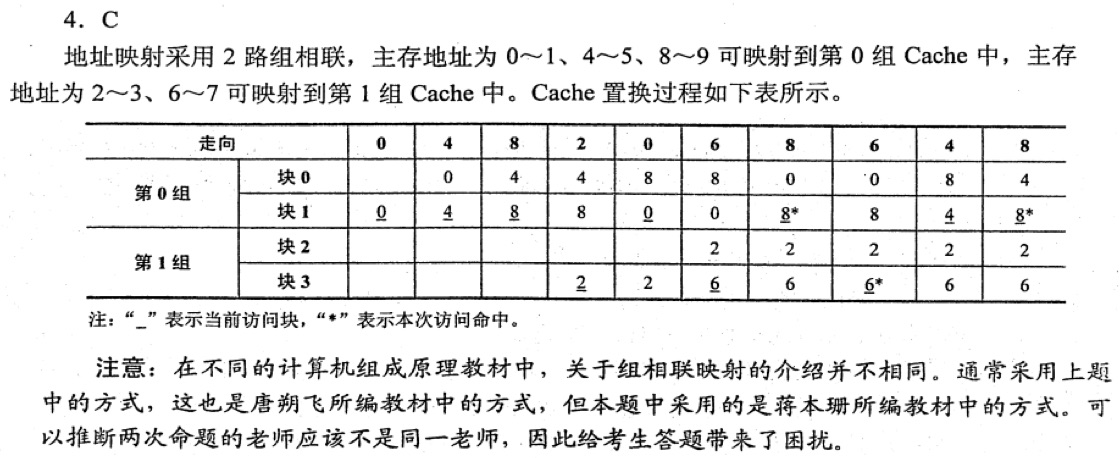 4. C
地址映射采用 2 路组相联，主存地址为 0～1、4～5、8～9 可映射到第 0 组 Cache 中，主存
地址为 2～3、6～7 可映射到第 1 组 Cache 中。Cache 置换过程如下表所示。
走向 0 4 8 2 0 6 8 6 4 8
第 0 组 块 0 0 4 4 8 8 0 0 8 4
块 1 0 4 8 8 0 0 8* 8 4 8*
第 1 组 块 2 2 2 2 2 2
块 3 2 2 6 6 6* 6 6
注：“_”表示当前访问块，“*”表示本次访问命中。
注意：在不同的计算机组成原理教材中，关于组相联映射的介绍并不相同。通常采用上题
中的方式，这也是唐朔飞所编教材中的方式，但本题中采用的是蒋本珊所编教材中的方式。可
以推断两次命题的老师应该不是同一老师，因此给考生答题带来了困扰。